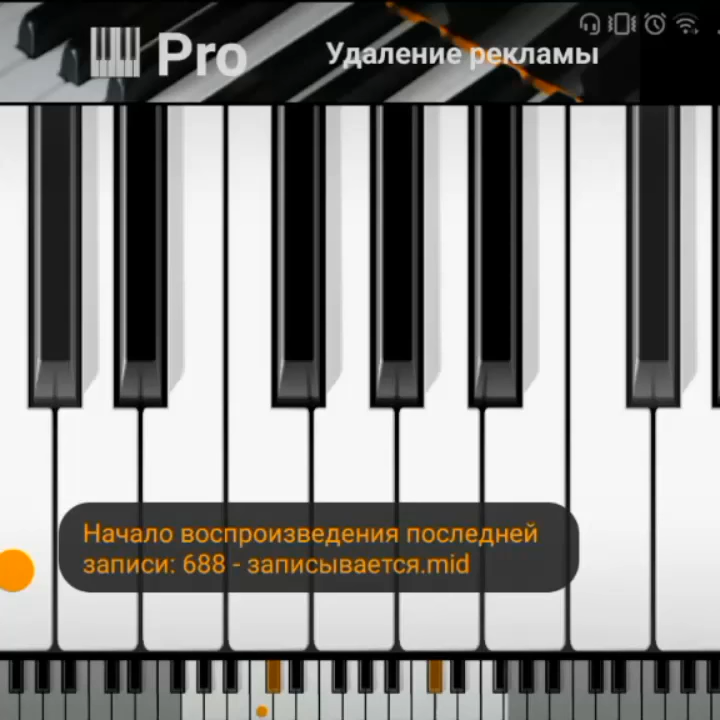 Pro
Удаление рекламы
Начало воспроизведения последней
записи: 688 - записывается.mid